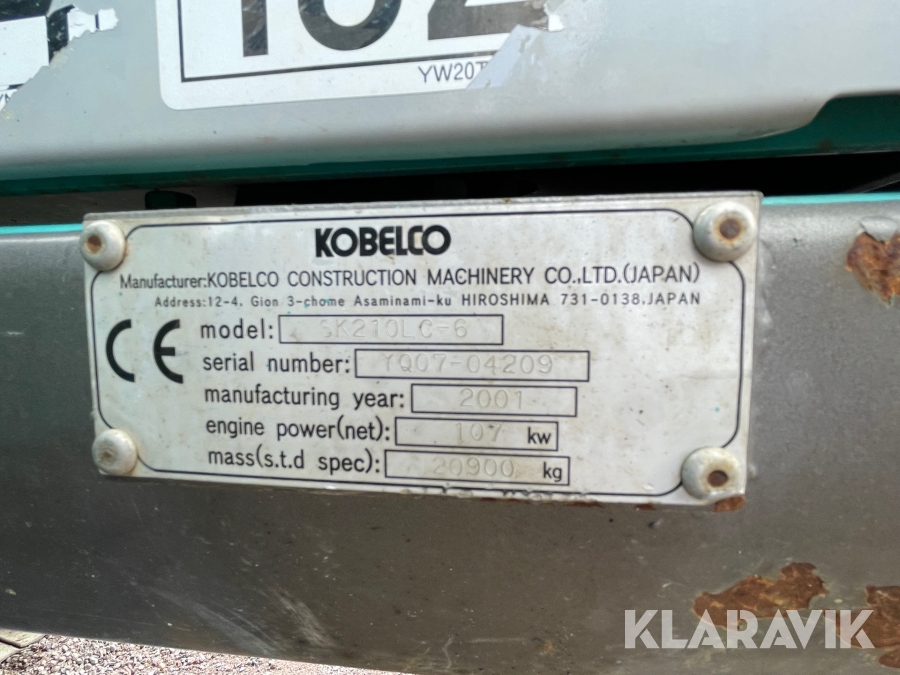 102
YW20T
KOBELCO
Manufacturer:KOBELCO CONSTRUCTION MACHINERY CO.,LTD.(JAPAN)
Address:12-4, Gion 3-chome Asaminami-ku HIROSHIMA 731-0138,JAPAN
CE
model: SK210LC-6
serial number: YQ07-04209
manufacturing year: 2001
engine power(net): 107 kw
mass(s.t.d spec): 20900 kg
KLARAVIK